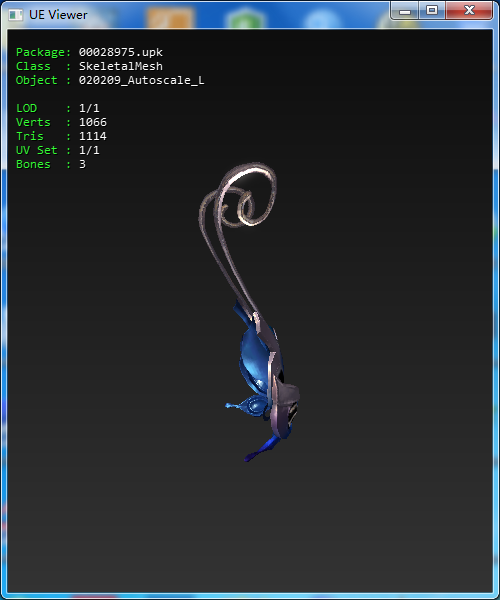 UE Viewer
Package: 00028975.upk
Class : SkeletalMesh
Object : 020209_Autoscale_L
LOD : 1/1
Verts : 1066
Tris : 1114
UV Set : 1/1
Bones : 3